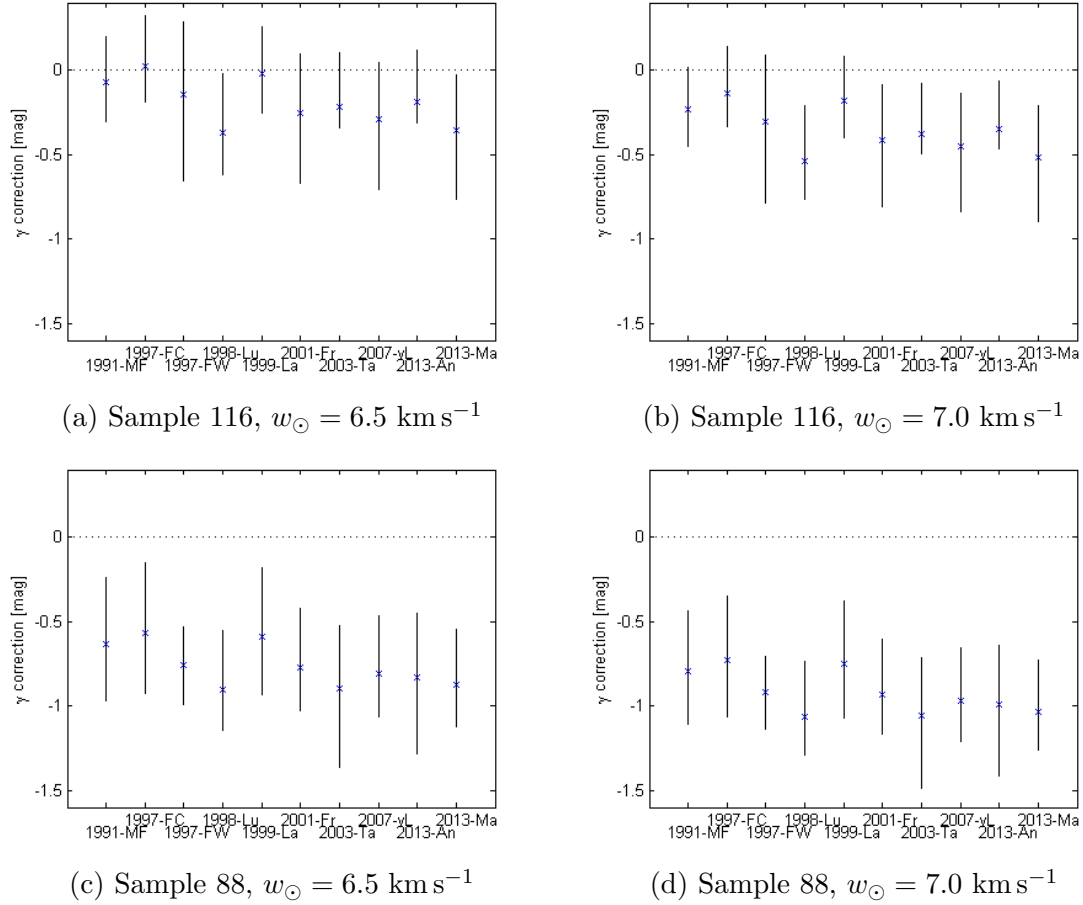 0
-0.5
-1
-1.5
γ correction [mag]
1997-FC 1998-Lu 2001-Fr 2007-vL 2013-Ma
1991-MF 1997-FW 1999-La 2003-Ta 2013-An
(a) Sample 116, w⊙ = 6.5 km s⁻¹
0
-0.5
-1
-1.5
γ correction [mag]
1997-FC 1998-Lu 2001-Fr 2007-vL 2013-Ma
1991-MF 1997-FW 1999-La 2003-Ta 2013-An
(b) Sample 116, w⊙ = 7.0 km s⁻¹
0
-0.5
-1
-1.5
γ correction [mag]
1997-FC 1998-Lu 2001-Fr 2007-vL 2013-Ma
1991-MF 1997-FW 1999-La 2003-Ta 2013-An
(c) Sample 88, w⊙ = 6.5 km s⁻¹
0
-0.5
-1
-1.5
γ correction [mag]
1997-FC 1998-Lu 2001-Fr 2007-vL 2013-Ma
1991-MF 1997-FW 1999-La 2003-Ta 2013-An
(d) Sample 88, w⊙ = 7.0 km s⁻¹